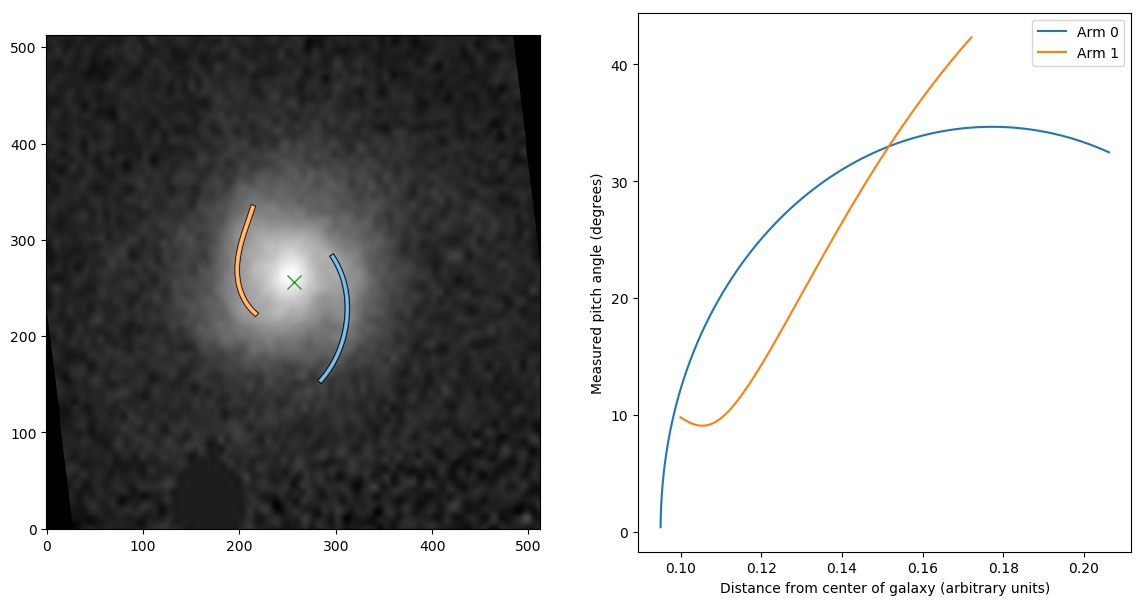 500
400
300
200
100
0
0 100 200 300 400 500
Measured pitch angle (degrees)
40
30
20
10
0
0.10 0.12 0.14 0.16 0.18 0.20
Distance from center of galaxy (arbitrary units)
Arm 0
Arm 1